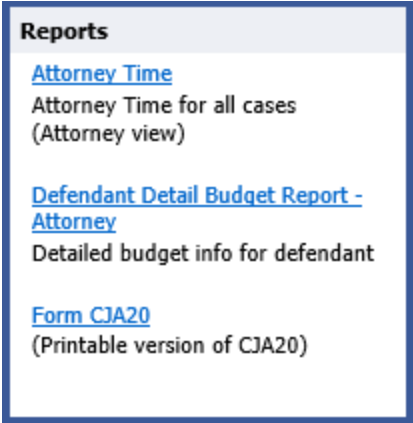 Reports
Attorney Time
Attorney Time for all cases
(Attorney view)
Defendant Detail Budget Report -
Attorney
Detailed budget info for defendant
Form CJA20
(Printable version of CJA20)